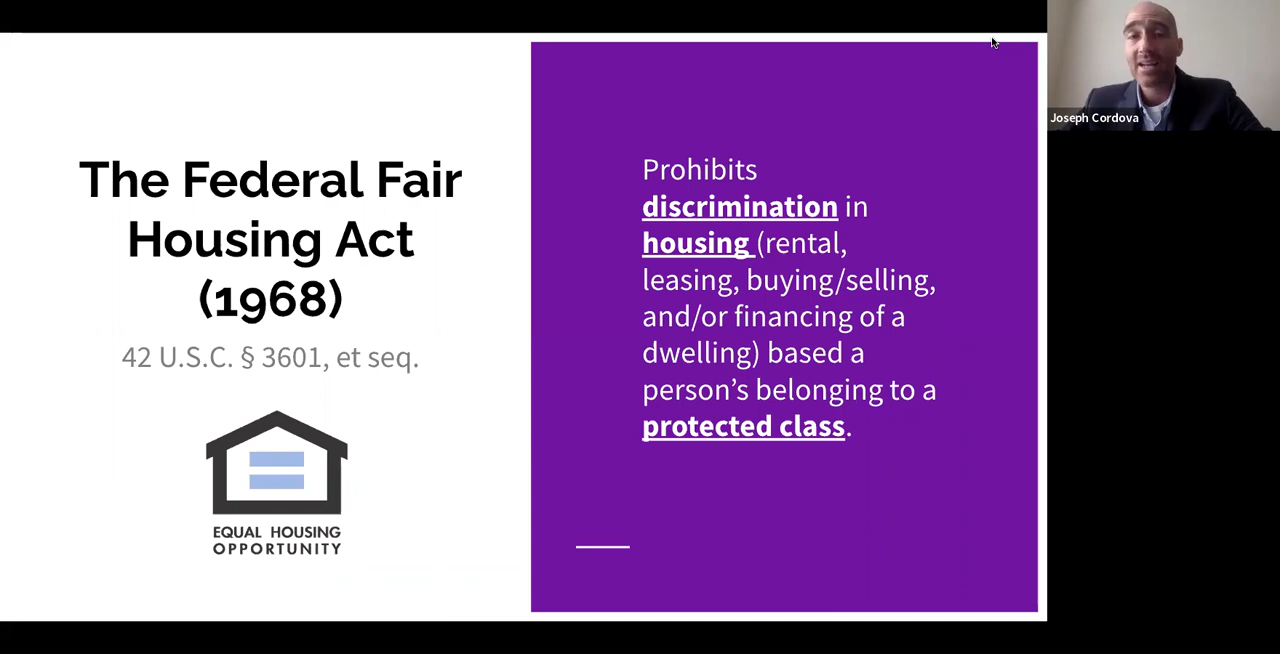 The Federal Fair
Housing Act
(1968)
42 U.S.C. § 3601, et seq.
EQUAL HOUSING
OPPORTUNITY
Prohibits
discrimination in
housing (rental,
leasing, buying/selling,
and/or financing of a
dwelling) based a
person’s belonging to a
protected class.
Joseph Cordova